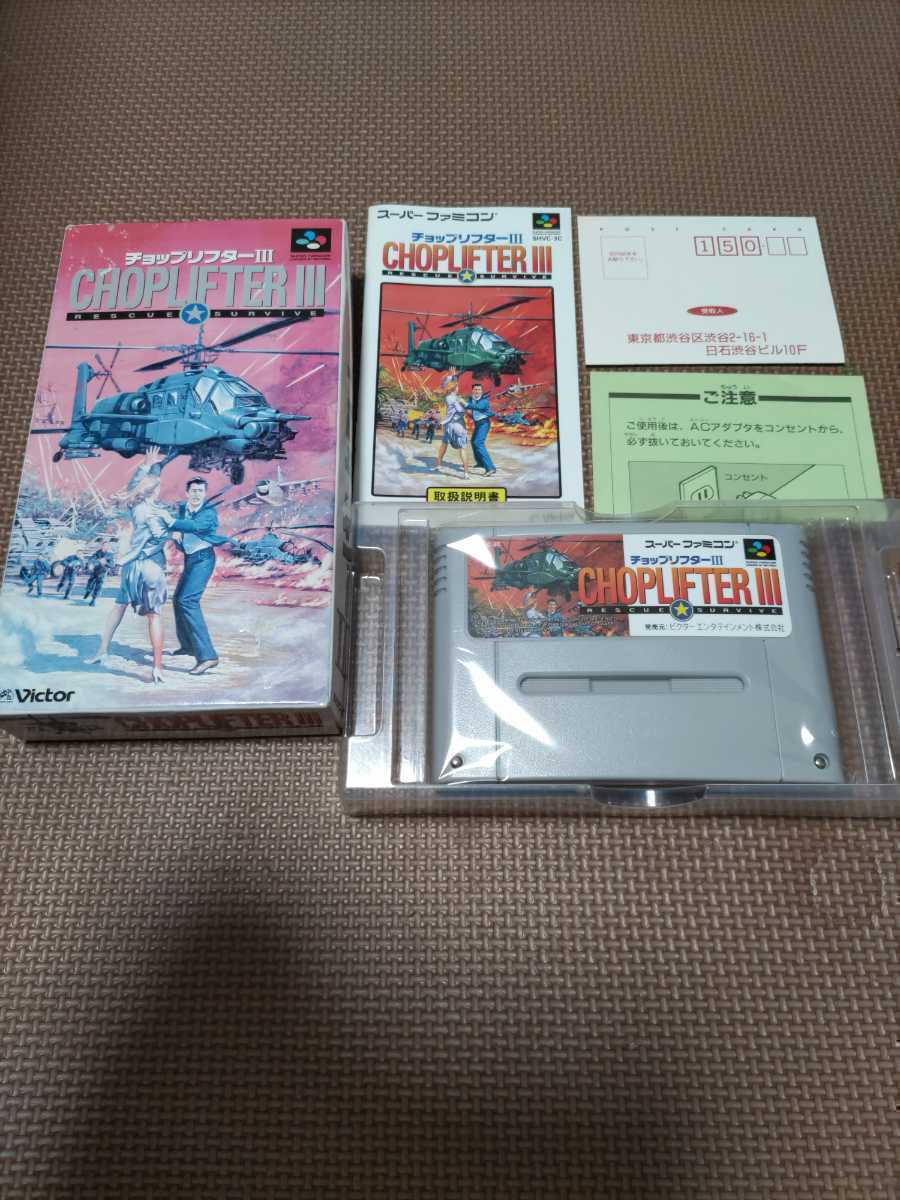 チョップリフターIII
CHOPLIFTER III
RESCUE SURVIVE
Victor
CHOPLIFTER III
スーパーファミコン
SHVC-3C
チョップリフターIII
CHOPLIFTER III
RESCUE SURVIVE
取扱説明書
POST CARD
150
受取人
東京都渋谷区渋谷2-16-1
日石渋谷ビル10F
ちゅうい
ご注意
ご使用後は、ACアダプタをコンセントから、
必ず抜いておいてください。
コンセント
スーパーファミコン
チョップリフターIII
CHOPLIFTER III
RESCUE SURVIVE
発売元:ビクターエンタテインメント株式会社